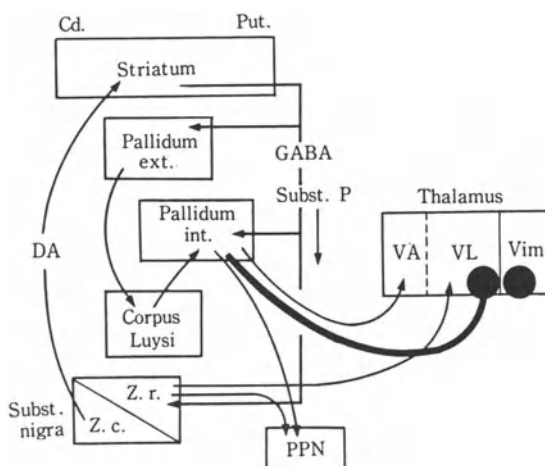 Cd. Put.
Striatum
Pallidum
ext.
GABA
Subst. P
Thalamus
Pallidum
int.
VA VL Vim
DA
Corpus
Luysi
Z. r.
Subst.
nigra
Z. c.
PPN